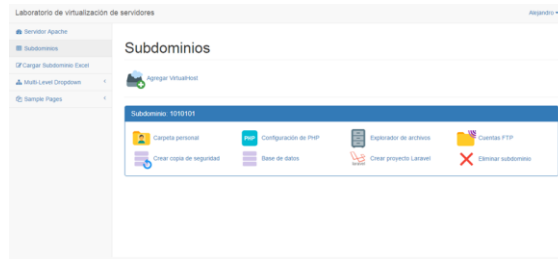 Laboratorio de virtualización de servidores
Alejandro
Servidor Apache
Subdominios
Cargar Subdominio Excel
Multi-Level Dropdown
Sample Pages
Subdominios
Agregar VirtualHost
Subdominio: 1010101
Carpeta personal
PHP
Configuración de PHP
Explorador de archivos
Cuentas FTP
Crear copia de seguridad
Base de datos
Crear proyecto Laravel
Eliminar subdominio